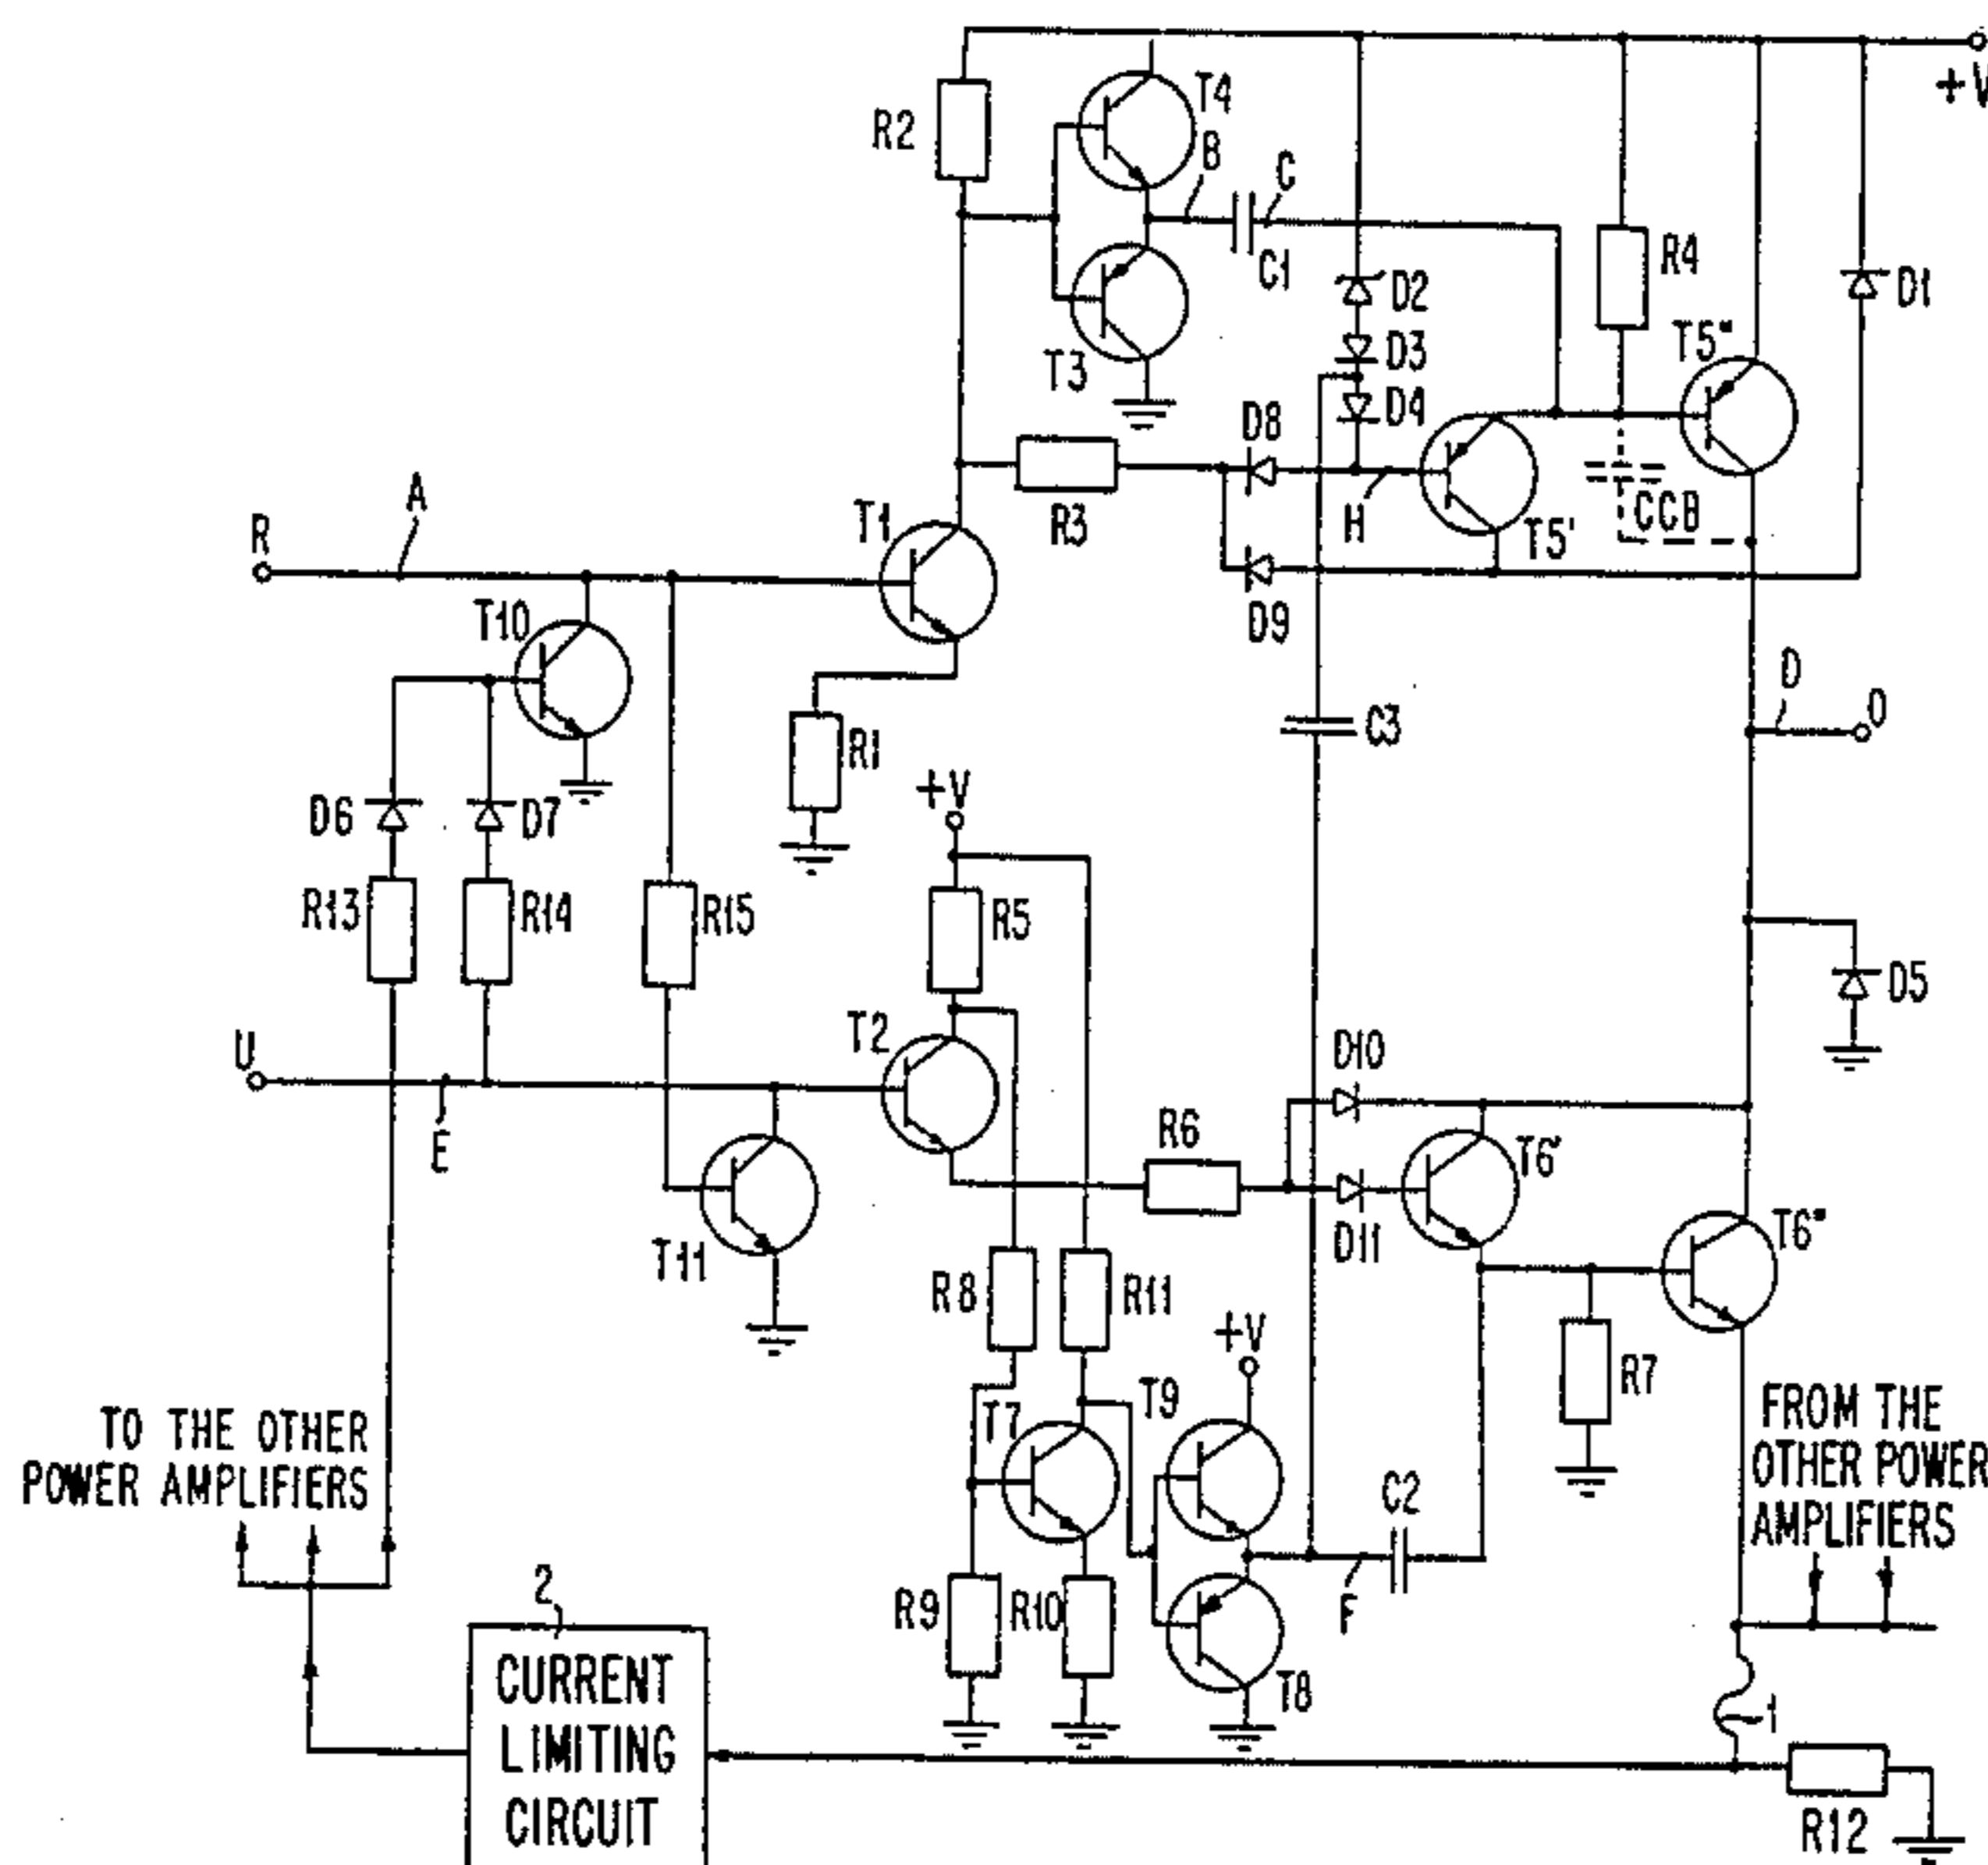 +V
T4
R2
B
C
C1
R4
D1
D2
T5"
T3
D3
D8
D4
A
R
T1
R3
H
CCB
T5'
D9
T10
D
O
C3
R1
+V
D6
D7
R13
R14
R15
R5
D5
U
T2
D10
E
R6
T6'
T11
D11
T6"
R8
R11
+V
R7
T9
TO THE OTHER
POWER AMPLIFIERS
FROM THE
OTHER POWER
AMPLIFIERS
T7
C2
2
R9
R10
F
T8
CURRENT
LIMITING
CIRCUIT
1
R12